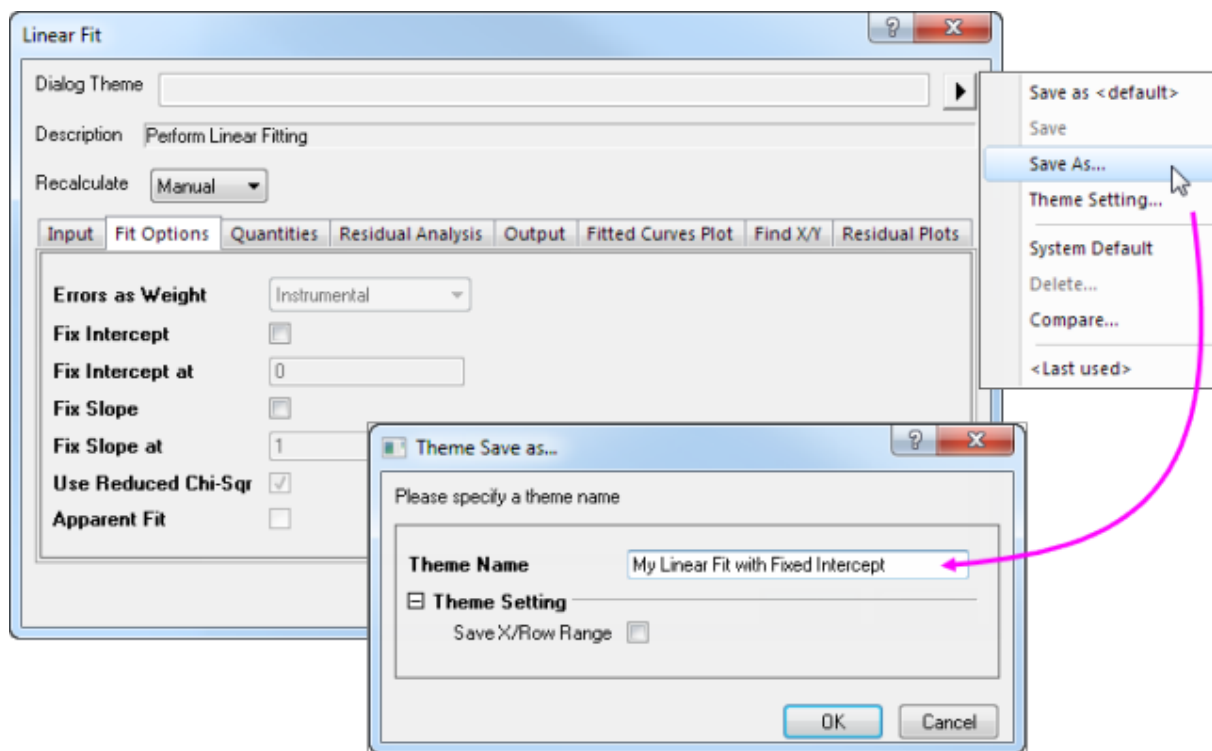 Linear Fit
Dialog Theme
Description Perform Linear Fitting
Recalculate Manual
Input Fit Options Quantities Residual Analysis Output Fitted Curves Plot Find X/Y Residual Plots
Errors as Weight Instrumental
Fix Intercept
Fix Intercept at 0
Fix Slope
Fix Slope at 1
Use Reduced Chi-Sqr
Apparent Fit
Save as <default>
Save
Save As...
Theme Setting...
System Default
Delete...
Compare...
<Last used>
Theme Save as...
Please specify a theme name
Theme Name My Linear Fit with Fixed Intercept
Theme Setting
Save X/Row Range
OK Cancel